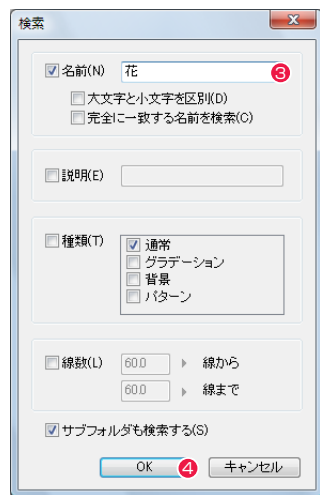 検索
名前(N) 花 3
大文字と小文字を区別(D)
完全に一致する名前を検索(C)
説明(E)
種類(T) 通常
グラデーション
背景
パターン
線数(L) 60.0 線から
60.0 線まで
サブフォルダも検索する(S)
OK 4 キャンセル